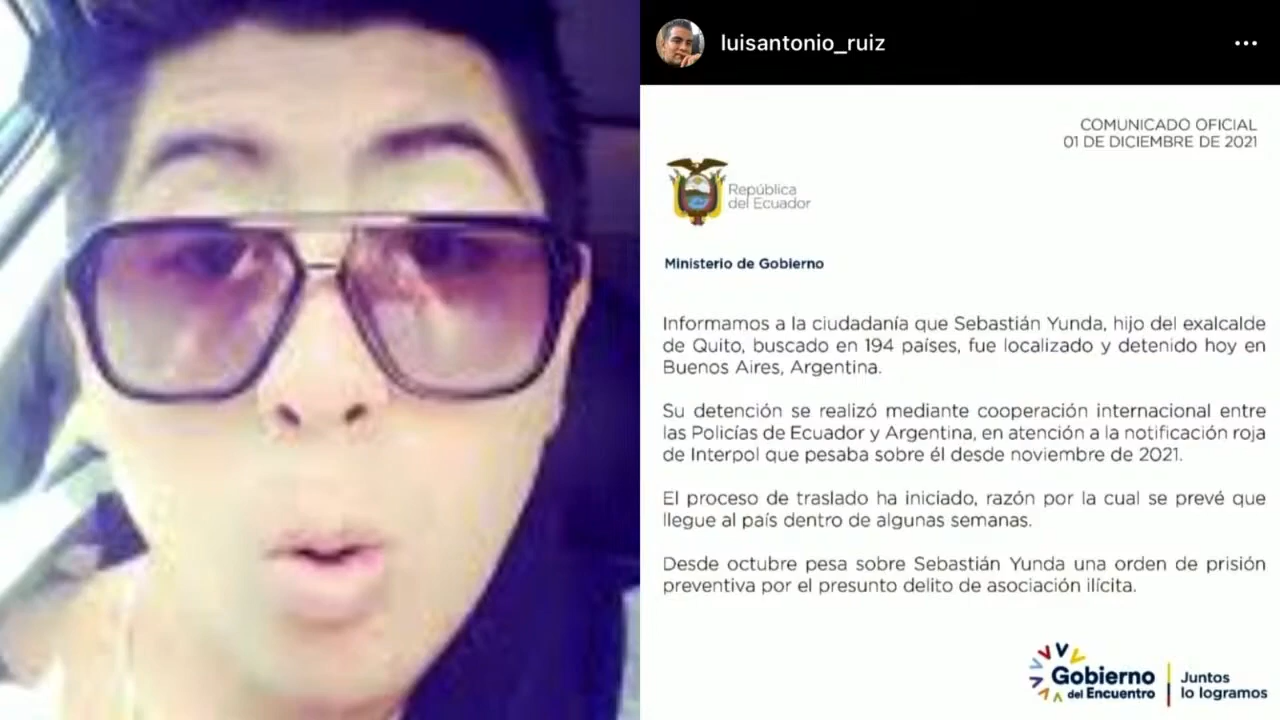 luisantonio_ruiz
COMUNICADO OFICIAL
01 DE DICIEMBRE DE 2021
República
del Ecuador
Ministerio de Gobierno
Informamos a la ciudadanía que Sebastián Yunda, hijo del exalcalde
de Quito, buscado en 194 países, fue localizado y detenido hoy en
Buenos Aires, Argentina.
Su detención se realizó mediante cooperación internacional entre
las Policías de Ecuador y Argentina, en atención a la notificación roja
de Interpol que pesaba sobre él desde noviembre de 2021.
El proceso de traslado ha iniciado, razón por la cual se prevé que
llegue al país dentro de algunas semanas.
Desde octubre pesa sobre Sebastián Yunda una orden de prisión
preventiva por el presunto delito de asociación ilícita.
Gobierno
del Encuentro
Juntos
lo logramos